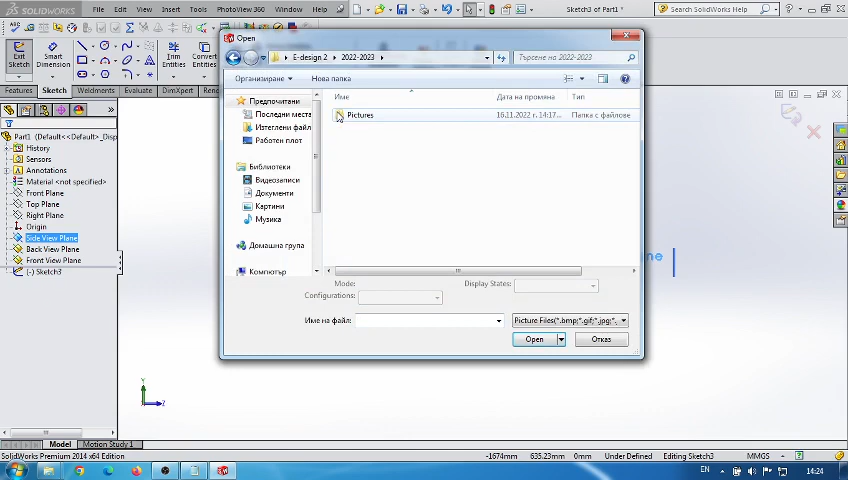 SOLIDWORKS File Edit View Insert Tools PhotoView 360 Window Help Sketch3 of Part1 * Search SolidWorks Help
Exit Sketch
Smart Dimension
Trim Entities
Convert Entities
Features Sketch Weldments Evaluate DimXpert
Part1 (Default<<Default>_Disp
History
Sensors
Annotations
Material <not specified>
Front Plane
Top Plane
Right Plane
Origin
Side View Plane
Back View Plane
Front View Plane
(-) Sketch3
Open
E-design 2 2022-2023
Търсене на 2022-2023
Организиране Нова папка
Предпочитани
Последни места
Изтеглени файл
Работен плот
Библиотеки
Видеозаписи
Документи
Картини
Музика
Домашна група
Компютър
Име Дата на промяна Тип
Pictures 16.11.2022 г. 14:17... Папка с файлове
Mode: Display States:
Configurations:
Име на файл: Picture Files(*.bmp;*.gif;*.jpg;*.
Open Отказ
Y
Z
Model Motion Study 1
SolidWorks Premium 2014 x64 Edition -1674mm 635.23mm 0mm Under Defined Editing Sketch3 MMGS
EN 14:24